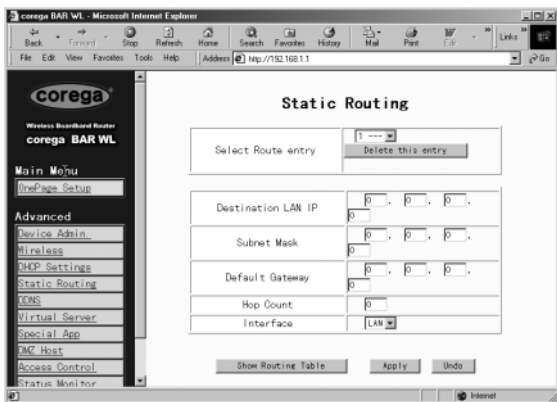 corega BAR WL - Microsoft Internet Explorer
Back Forward Stop Refresh Home Search Favorites History Mail Print Edit » Links »
File Edit View Favorites Tools Help Address http://192.168.1.1 Go
corega
Wireless Boardband Router
corega BAR WL
Main Menu
OnePage Setup
Advanced
Device Admin.
Wireless
DHCP Settings
Static Routing
DDNS
Virtual Server
Special App
DMZ Host
Access Control
Status Monitor
Static Routing
Select Route entry 1 ---
Delete this entry
Destination LAN IP 0 . 0 . 0 .
0
Subnet Mask 0 . 0 . 0 .
0
Default Gateway 0 . 0 . 0 .
0
Hop Count 0
Interface LAN
Show Routing Table Apply Undo
Internet